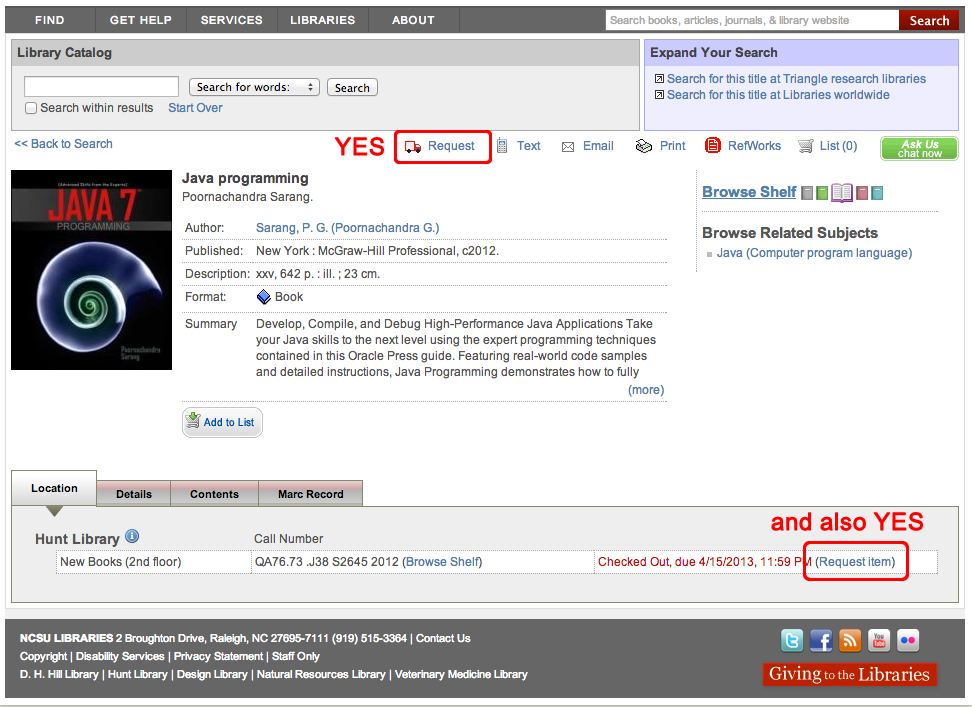 FIND GET HELP SERVICES LIBRARIES ABOUT Search books, articles, journals, & library website Search
Library Catalog
Search for words: Search
Search within results Start Over
Expand Your Search
Search for this title at Triangle research libraries
Search for this title at Libraries worldwide
<< Back to Search YES Request Text Email Print RefWorks List (0) Ask Us
chat now
(Advanced Skills from the Experts)
JAVA 7
PROGRAMMING
Poornachandra
Sarang
Java programming
Poornachandra Sarang.
Author: Sarang, P. G. (Poornachandra G.)
Published: New York : McGraw-Hill Professional, c2012.
Description: xxv, 642 p. : ill. ; 23 cm.
Format: Book
Summary Develop, Compile, and Debug High-Performance Java Applications Take
your Java skills to the next level using the expert programming techniques
contained in this Oracle Press guide. Featuring real-world code samples
and detailed instructions, Java Programming demonstrates how to fully
(more)
Add to List
Browse Shelf
Browse Related Subjects
Java (Computer program language)
Location Details Contents Marc Record
and also YES
Hunt Library i Call Number
New Books (2nd floor) QA76.73 .J38 S2645 2012 (Browse Shelf) Checked Out, due 4/15/2013, 11:59 PM (Request item)
NCSU LIBRARIES 2 Broughton Drive, Raleigh, NC 27695-7111 (919) 515-3364 | Contact Us
Copyright | Disability Services | Privacy Statement | Staff Only
D. H. Hill Library | Hunt Library | Design Library | Natural Resources Library | Veterinary Medicine Library
You
Tube
Giving to the Libraries